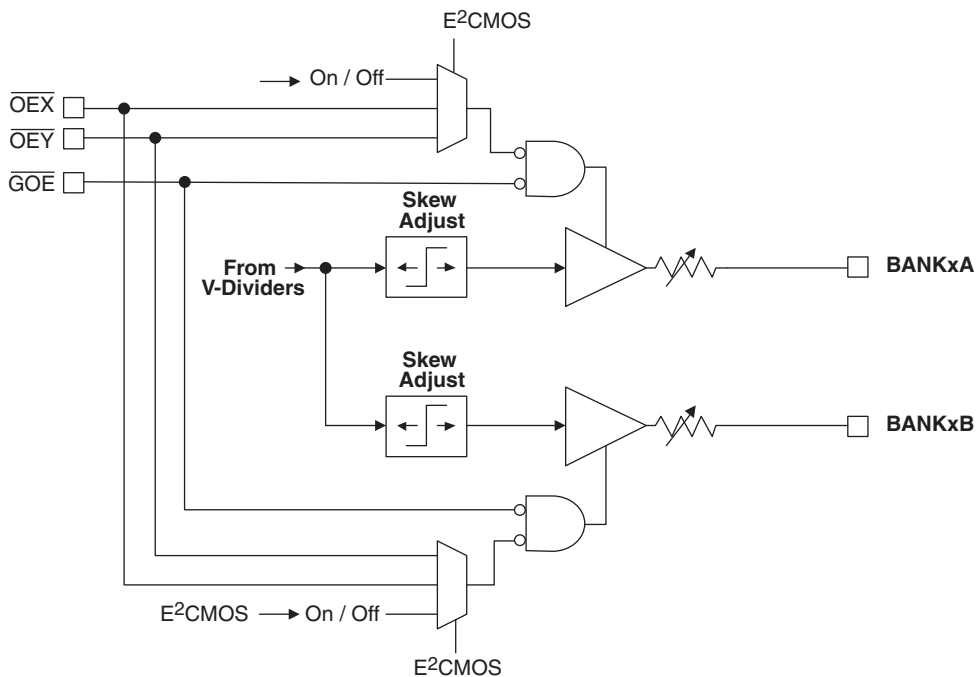 E²CMOS
On / Off
OEX
OEY
GOE
Skew
Adjust
From
V-Dividers
BANKxA
Skew
Adjust
BANKxB
E²CMOS
On / Off
E²CMOS